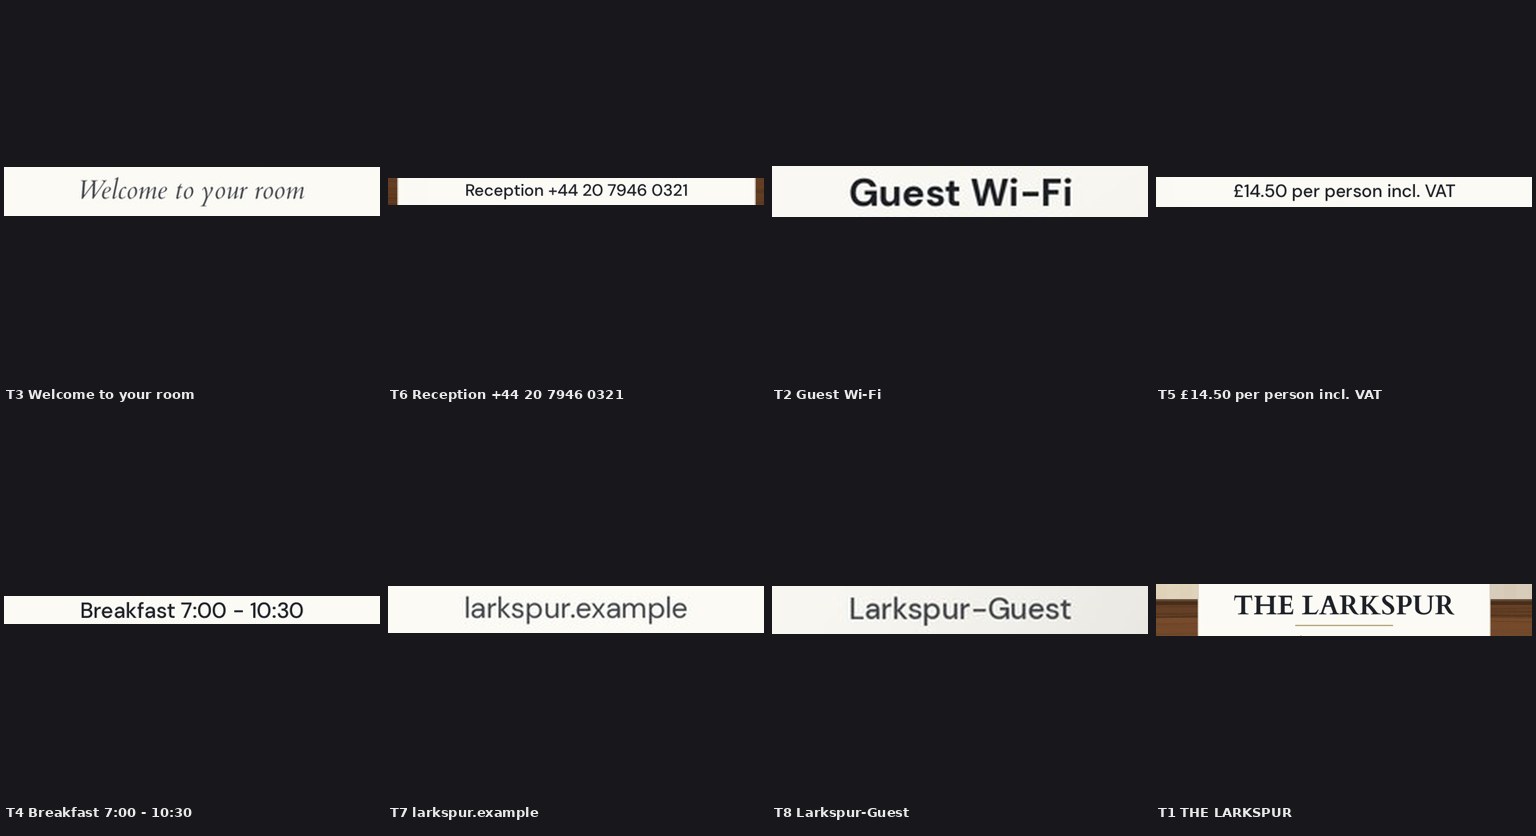 Welcome to your room
Reception +44 20 7946 0321
Guest Wi-Fi
£14.50 per person incl. VAT
T3 Welcome to your room
T6 Reception +44 20 7946 0321
T2 Guest Wi-Fi
T5 £14.50 per person incl. VAT
Breakfast 7:00 - 10:30
larkspur.example
Larkspur-Guest
THE LARKSPUR
T4 Breakfast 7:00 - 10:30
T7 larkspur.example
T8 Larkspur-Guest
T1 THE LARKSPUR